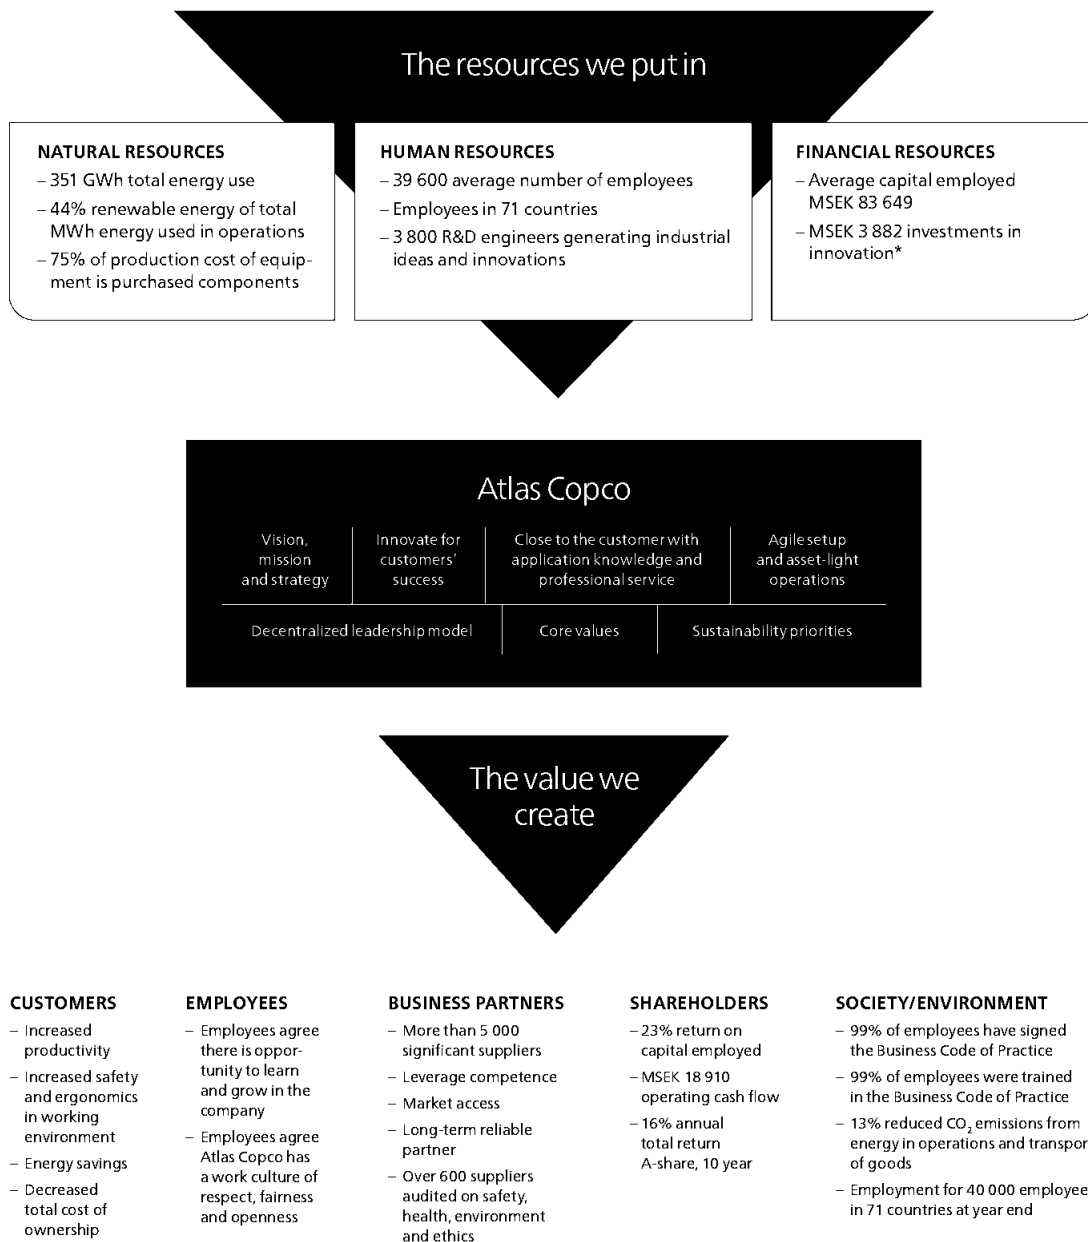 The resources we put in
NATURAL RESOURCES
– 351 GWh total energy use
– 44% renewable energy of total
MWh energy used in operations
– 75% of production cost of equip-
ment is purchased components
HUMAN RESOURCES
– 39 600 average number of employees
– Employees in 71 countries
– 3 800 R&D engineers generating industrial
ideas and innovations
FINANCIAL RESOURCES
– Average capital employed
MSEK 83 649
– MSEK 3 882 investments in
innovation*
Atlas Copco
Vision,
mission
and strategy
Innovate for
customers'
success
Close to the customer with
application knowledge and
professional service
Agile setup
and asset-light
operations
Decentralized leadership model
Core values
Sustainability priorities
The value we
create
CUSTOMERS
– Increased
productivity
– Increased safety
and ergonomics
in working
environment
– Energy savings
– Decreased
total cost of
ownership
EMPLOYEES
– Employees agree
there is oppor-
tunity to learn
and grow in the
company
– Employees agree
Atlas Copco has
a work culture of
respect, fairness
and openness
BUSINESS PARTNERS
– More than 5 000
significant suppliers
– Leverage competence
– Market access
– Long-term reliable
partner
– Over 600 suppliers
audited on safety,
health, environment
and ethics
SHAREHOLDERS
– 23% return on
capital employed
– MSEK 18 910
operating cash flow
– 16% annual
total return
A-share, 10 year
SOCIETY/ENVIRONMENT
– 99% of employees have signed
the Business Code of Practice
– 99% of employees were trained
in the Business Code of Practice
– 13% reduced CO₂ emissions from
energy in operations and transpor
of goods
– Employment for 40 000 employee
in 71 countries at year end